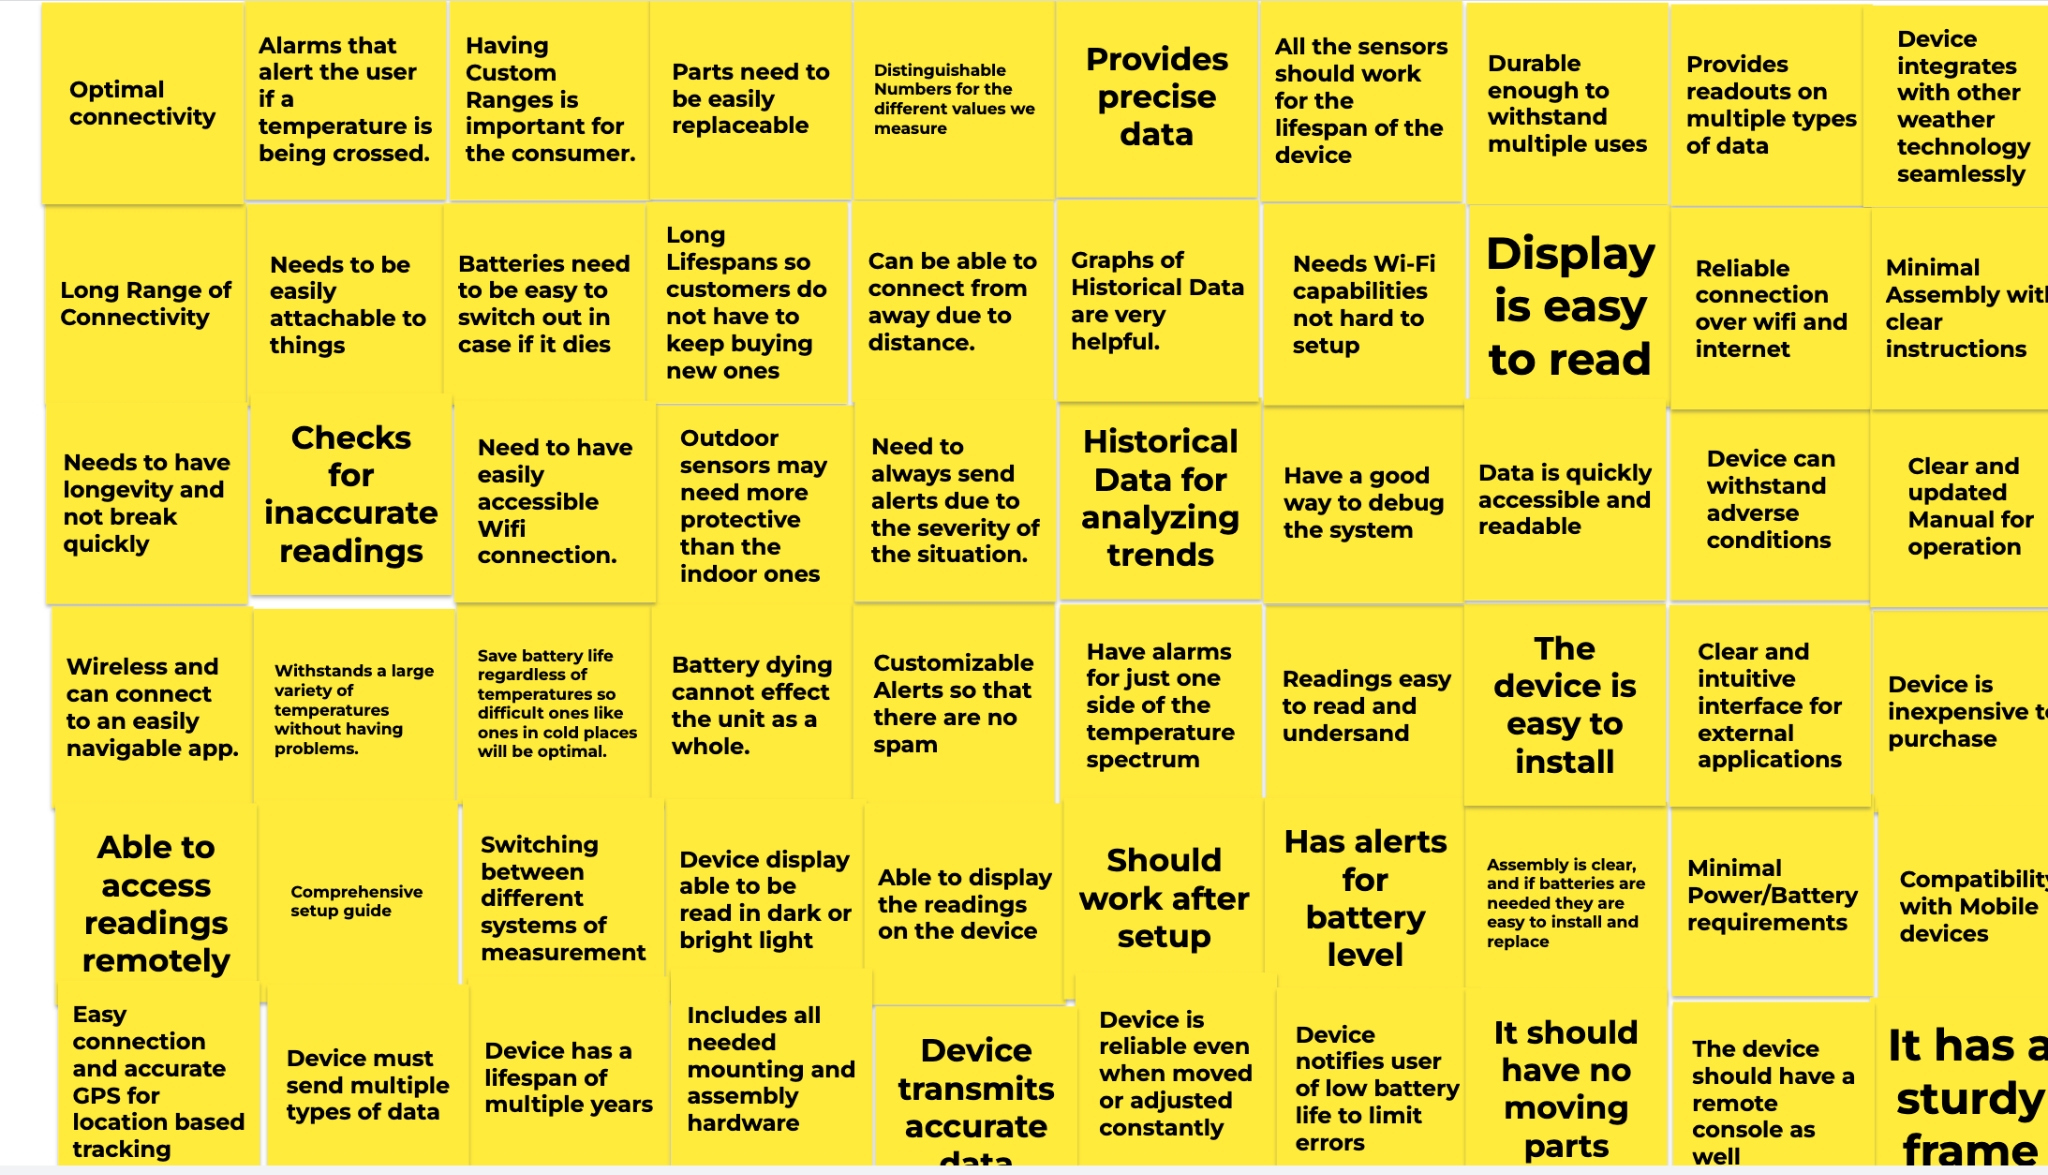 Optimal
connectivity
Alarms that
alert the user
if a
temperature is
being crossed.
Having
Custom
Ranges is
important for
the consumer.
Parts need to
be easily
replaceable
Distinguishable
Numbers for the
different values we
measure
Provides
precise
data
All the sensors
should work
for the
lifespan of the
device
Durable
enough to
withstand
multiple uses
Provides
readouts on
multiple types
of data
Device
integrates
with other
weather
technology
seamlessly
Long Range of
Connectivity
Needs to be
easily
attachable to
things
Batteries need
to be easy to
switch out in
case if it dies
Long
Lifespans so
customers do
not have to
keep buying
new ones
Can be able to
connect from
away due to
distance.
Graphs of
Historical Data
are very
helpful.
Needs Wi-Fi
capabilities
not hard to
setup
Display
is easy
to read
Reliable
connection
over wifi and
internet
Minimal
Assembly with
clear
instructions
Needs to have
longevity and
not break
quickly
Checks
for
inaccurate
readings
Need to have
easily
accessible
Wifi
connection.
Outdoor
sensors may
need more
protective
than the
indoor ones
Need to
always send
alerts due to
the severity of
the situation.
Historical
Data for
analyzing
trends
Have a good
way to debug
the system
Data is quickly
accessible and
readable
Device can
withstand
adverse
conditions
Clear and
updated
Manual for
operation
Wireless and
can connect
to an easily
navigable app.
Withstands a large
variety of
temperatures
without having
problems.
Save battery life
regardless of
temperatures so
difficult ones like
ones in cold places
will be optimal.
Battery dying
cannot effect
the unit as a
whole.
Customizable
Alerts so that
there are no
spam
Have alarms
for just one
side of the
temperature
spectrum
Readings easy
to read and
undersand
The
device is
easy to
install
Clear and
intuitive
interface for
external
applications
Device is
inexpensive to
purchase
Able to
access
readings
remotely
Comprehensive
setup guide
Switching
between
different
systems of
measurement
Device display
able to be
read in dark or
bright light
Able to display
the readings
on the device
Should
work after
setup
Has alerts
for
battery
level
Assembly is clear,
and if batteries are
needed they are
easy to install and
replace
Minimal
Power/Battery
requirements
Compatibility
with Mobile
devices
Easy
connection
and accurate
GPS for
location based
tracking
Device must
send multiple
types of data
Device has a
lifespan of
multiple years
Includes all
needed
mounting and
assembly
hardware
Device
transmits
accurate
data
Device is
reliable even
when moved
or adjusted
constantly
Device
notifies user
of low battery
life to limit
errors
It should
have no
moving
parts
The device
should have a
remote
console as
well
It has a
sturdy
frame